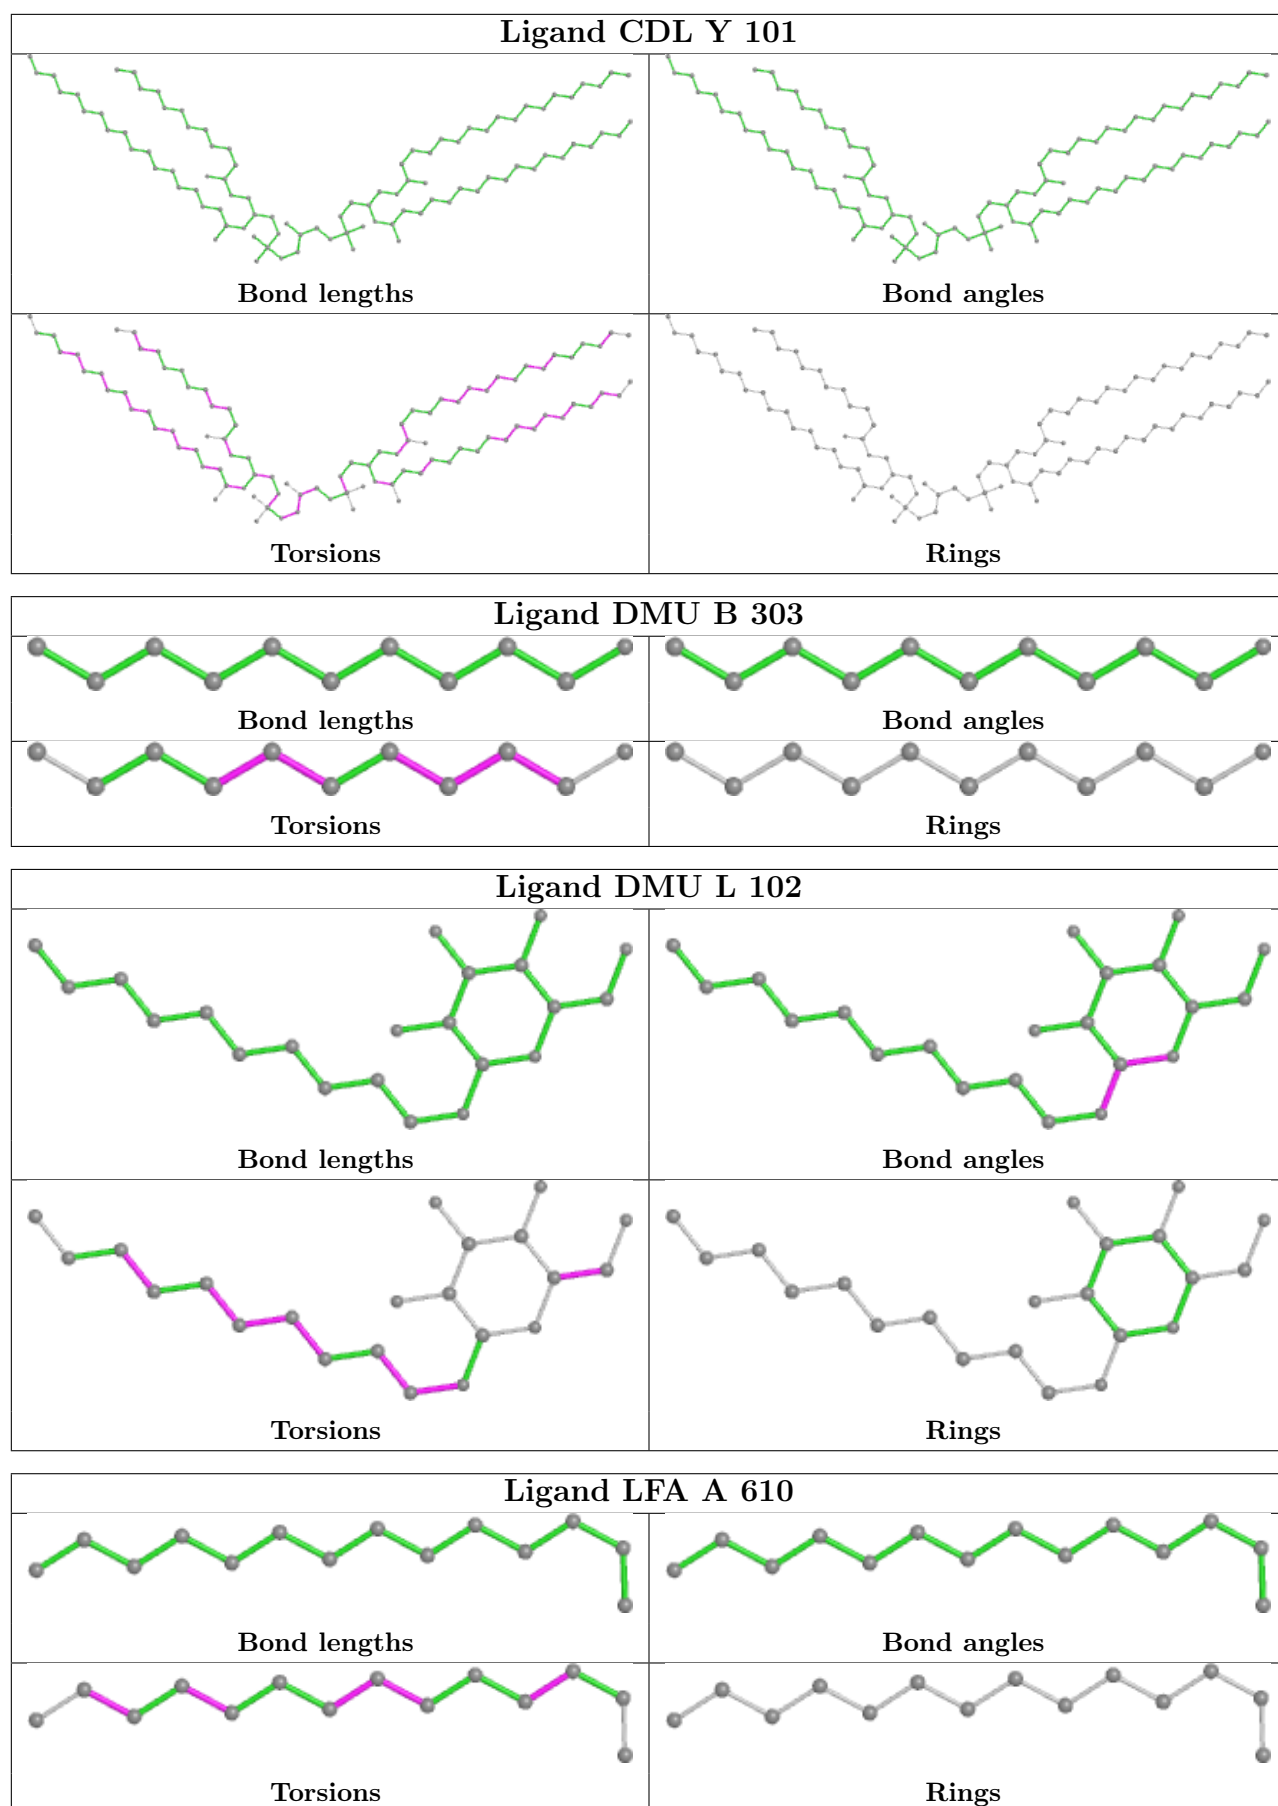 Ligand CDL Y 101
Bond lengths
Bond angles
Torsions
Rings
Ligand DMU B 303
Bond lengths
Bond angles
Torsions
Rings
Ligand DMU L 102
Bond lengths
Bond angles
Torsions
Rings
Ligand LFA A 610
Bond lengths
Bond angles
Torsions
Rings